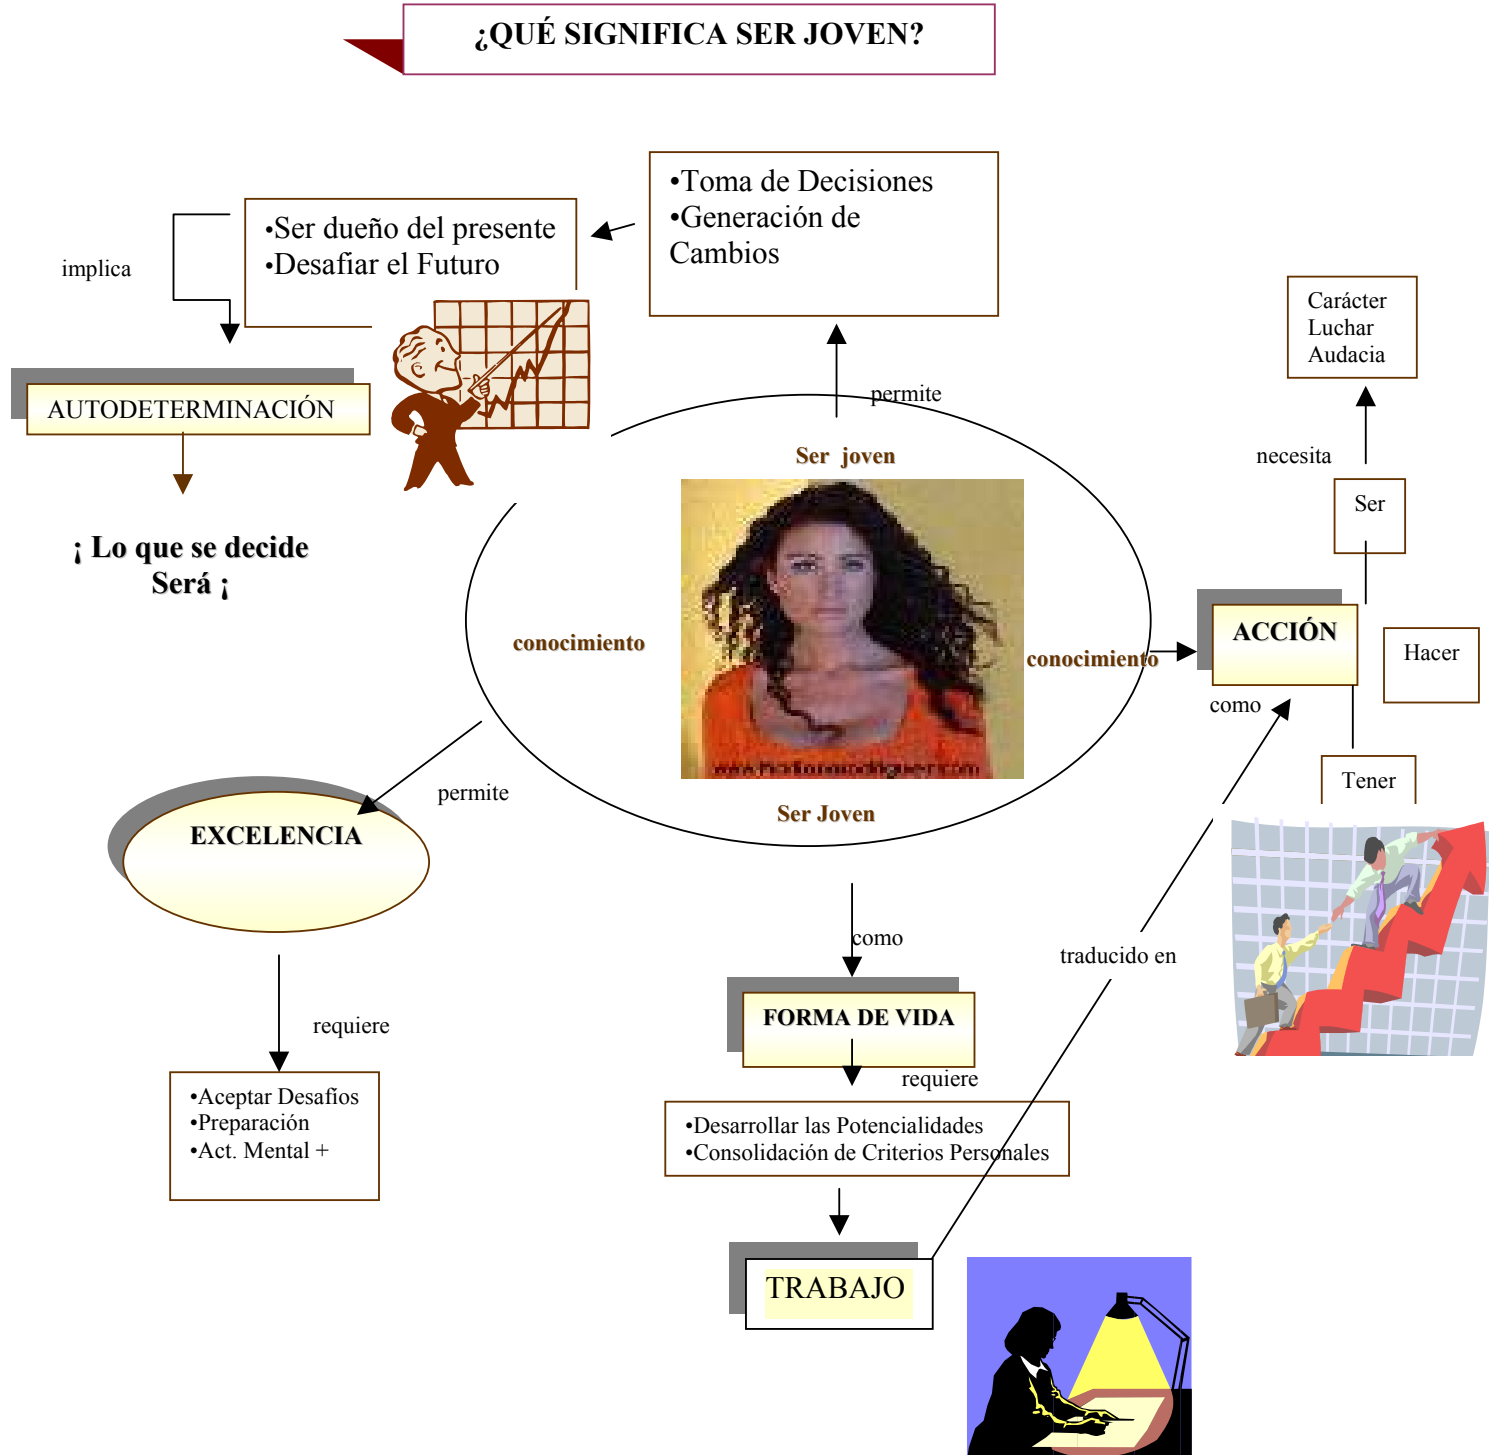 ¿QUÉ SIGNIFICA SER JOVEN?
•Toma de Decisiones
•Generación de
Cambios
•Ser dueño del presente
•Desafiar el Futuro
implica
Carácter
Luchar
Audacia
permite
AUTODETERMINACIÓN
Ser joven
necesita
Ser
¡ Lo que se decide
Será ¡
conocimiento
conocimiento
ACCIÓN
Hacer
como
Tener
permite
Ser Joven
EXCELENCIA
como
traducido en
FORMA DE VIDA
requiere
requiere
•Aceptar Desafíos
•Preparación
•Act. Mental +
•Desarrollar las Potencialidades
•Consolidación de Criterios Personales
TRABAJO